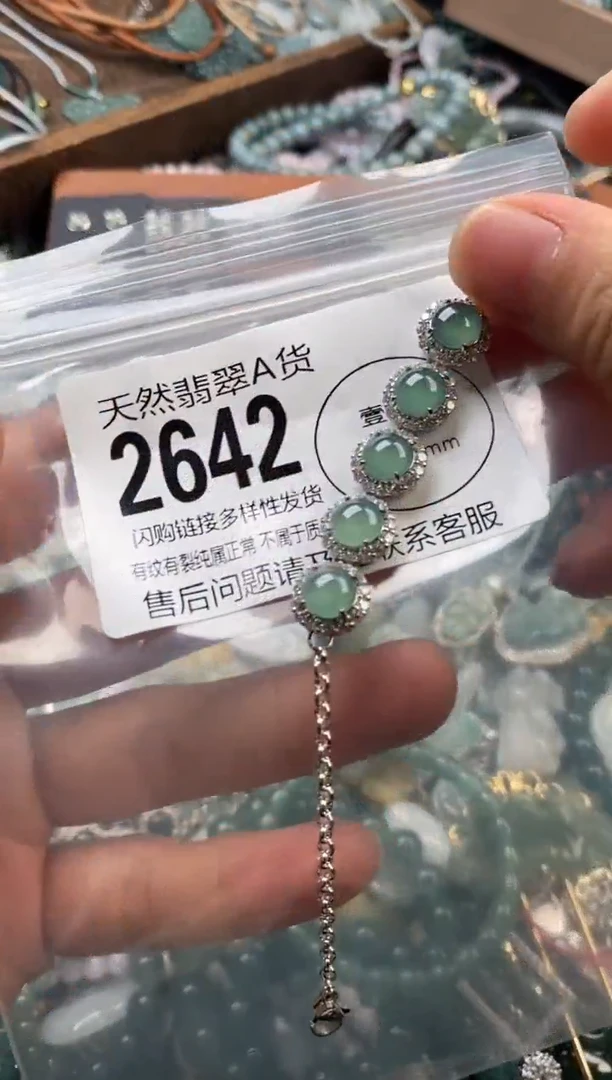 天然翡翠A货
2642
壹 mm
闪购链接多样性发货
有纹有裂纯属正常 不属于质
售后问题请 联系客服